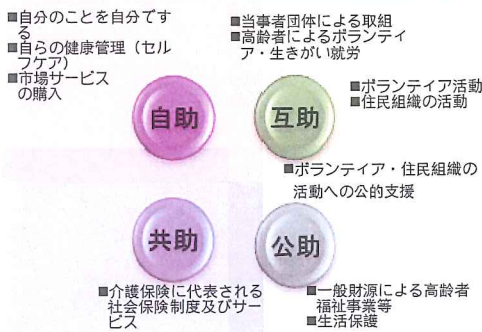 ■自分のことを自分です
る
■自らの健康管理（セル
フケア）
■市場サービス
の購入
■当事者団体による取組
■高齢者によるボランティ
ア・生きがい就労
自助
互助
■ボランティア活動
■住民組織の活動
■ボランティア・住民組織の
活動への公的支援
共助
公助
■介護保険に代表される
社会保険制度及びサー
ビス
■一般財源による高齢者
福祉事業等
■生活保護